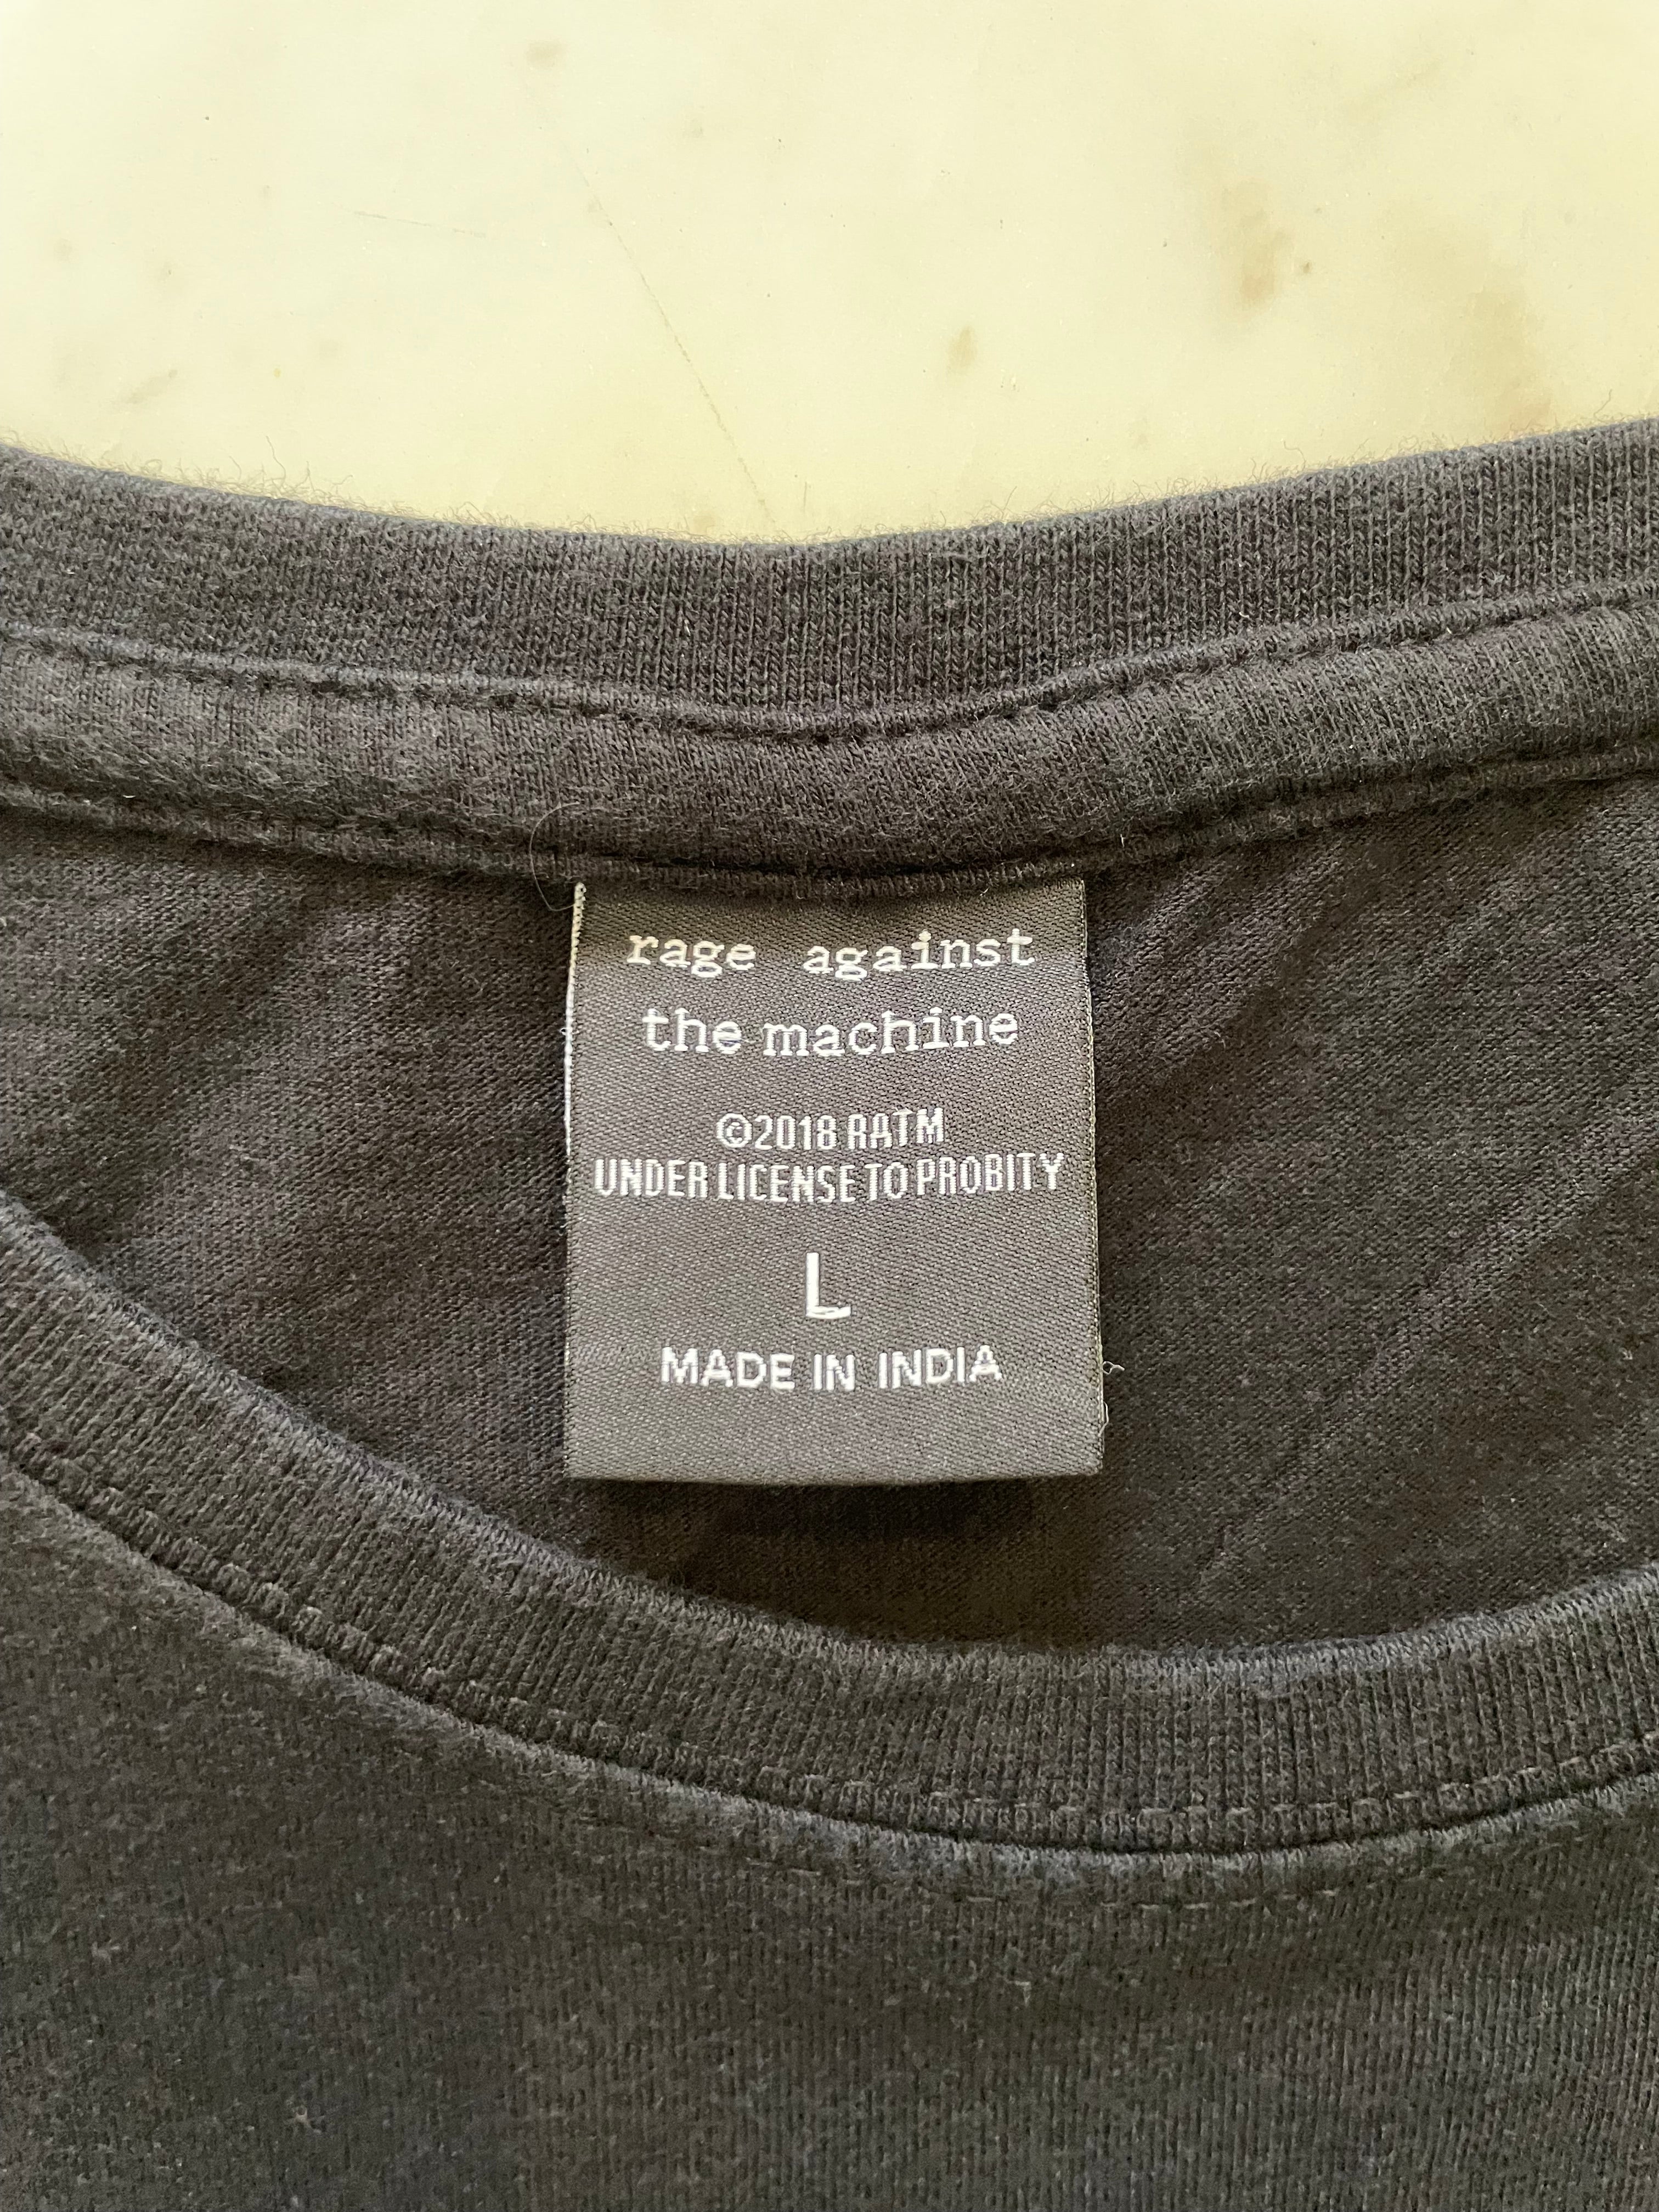 rage against
the machine
©2018 RATM
UNDER LICENSE TO PROBITY
L
MADE IN INDIA